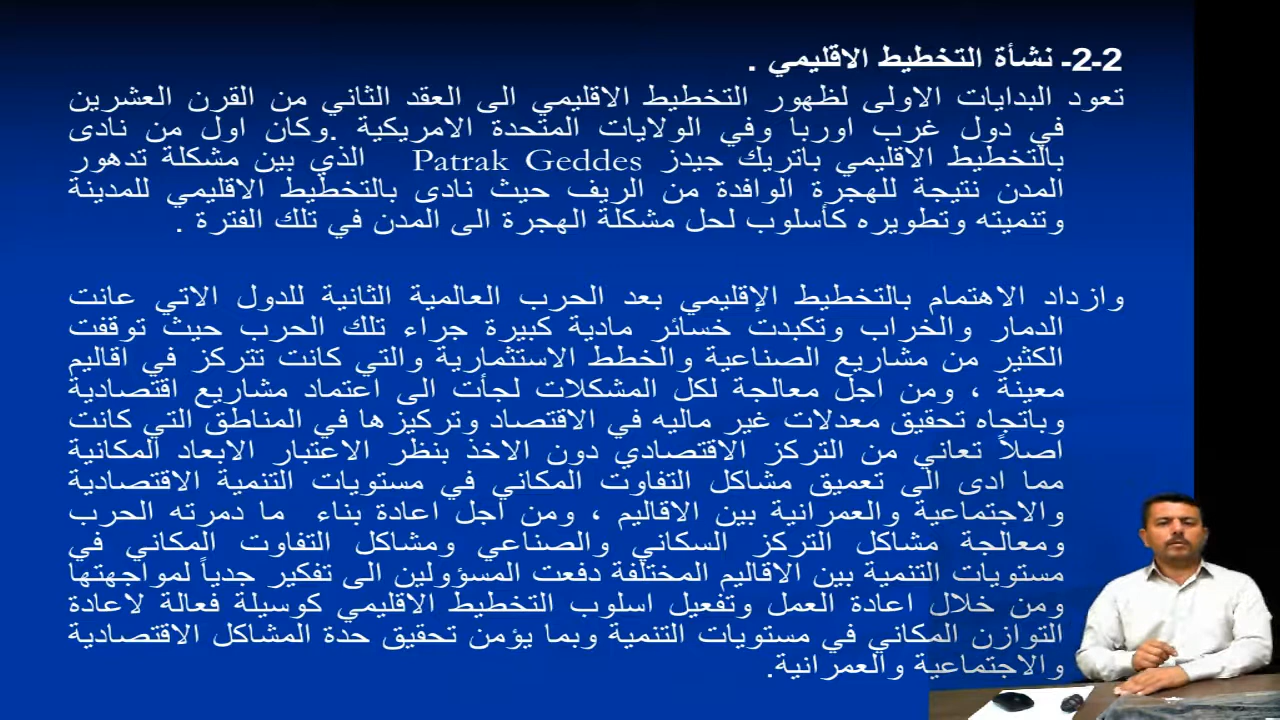 2-2- نشأة التخطيط الاقليمي .
تعود البدايات الاولى لظهور التخطيط الاقليمي الى العقد الثاني من القرن العشرين
في دول غرب اوربا وفي الولايات المتحدة الامريكية .وكان اول من نادى
بالتخطيط الاقليمي باتريك جيدز Patrak Geddes الذي بين مشكلة تدهور
المدن نتيجة للهجرة الوافدة من الريف حيث نادى بالتخطيط الاقليمي للمدينة
وتنميته وتطويره كأسلوب لحل مشكلة الهجرة الى المدن في تلك الفترة .
وازداد الاهتمام بالتخطيط الإقليمي بعد الحرب العالمية الثانية للدول الاتي عانت
الدمار والخراب وتكبدت خسائر مادية كبيرة جراء تلك الحرب حيث توقفت
الكثير من مشاريع الصناعية والخطط الاستثمارية والتي كانت تتركز في اقاليم
معينة ، ومن اجل معالجة لكل المشكلات لجأت الى اعتماد مشاريع اقتصادية
وباتجاه تحقيق معدلات غير ماليه في الاقتصاد وتركيزها في المناطق التي كانت
اصلاً تعاني من التركز الاقتصادي دون الاخذ بنظر الاعتبار الابعاد المكانية
مما ادى الى تعميق مشاكل التفاوت المكاني في مستويات التنمية الاقتصادية
والاجتماعية والعمرانية بين الاقاليم ، ومن اجل اعادة بناء ما دمرته الحرب
ومعالجة مشاكل التركز السكاني والصناعي ومشاكل التفاوت المكاني في
مستويات التنمية بين الاقاليم المختلفة دفعت المسؤولين الى تفكير جدياً لمواجهتها
ومن خلال اعادة العمل وتفعيل اسلوب التخطيط الاقليمي كوسيلة فعالة لاعادة
التوازن المكاني في مستويات التنمية وبما يؤمن تحقيق حدة المشاكل الاقتصادية
والاجتماعية والعمرانية.